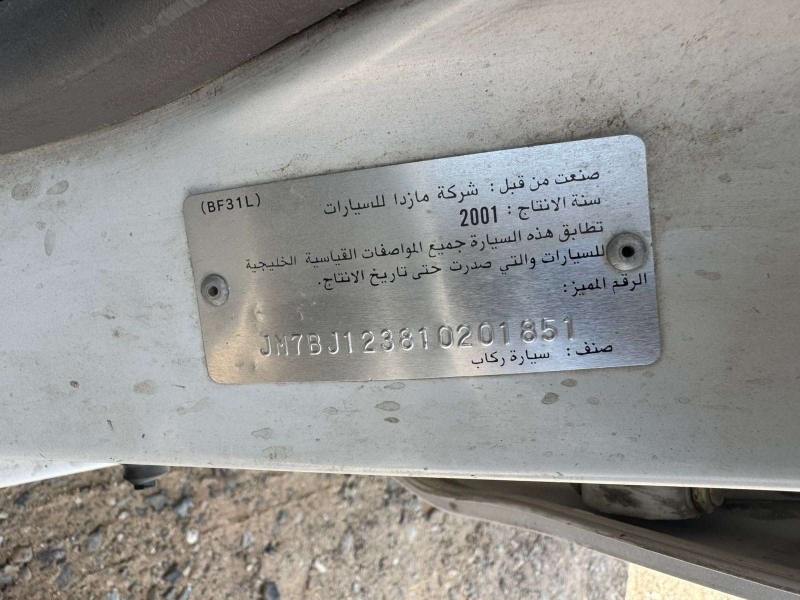 (BF31L)
صنعت من قبل: شركة مازدا للسيارات
سنة الانتاج: 2001
تطابق هذه السيارة جميع المواصفات القياسية الخليجية
للسيارات والتي صدرت حتى تاريخ الانتاج.
الرقم المميز:
JM7BJ123810201851
صنف: سيارة ركاب